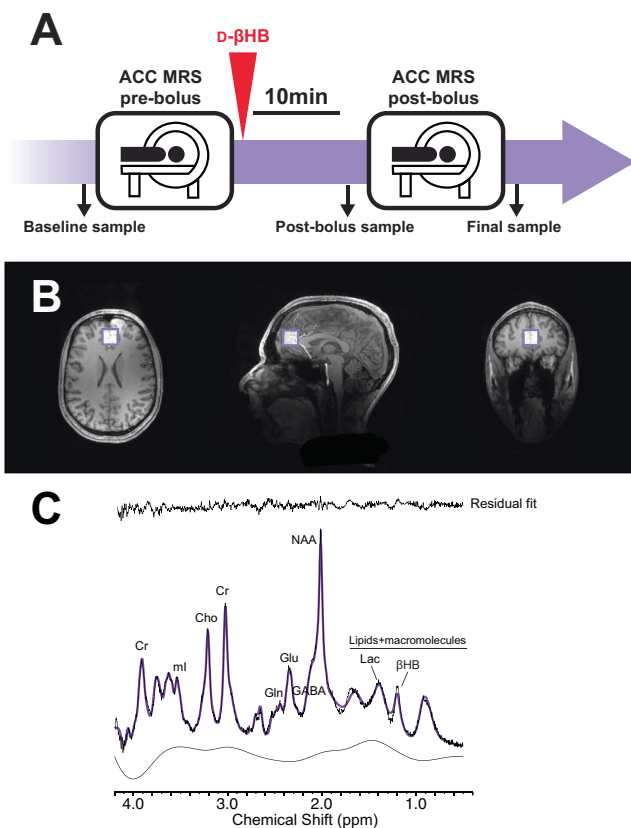 A
D-βHB
ACC MRS
pre-bolus
10min
ACC MRS
post-bolus
Baseline sample
Post-bolus sample
Final sample
B
C
Residual fit
NAA
Cr
Cho
Lipids+macromolecules
Cr
Glu
Lac
βHB
mI
Gln
GABA
4.0
3.0
2.0
1.0
Chemical Shift (ppm)